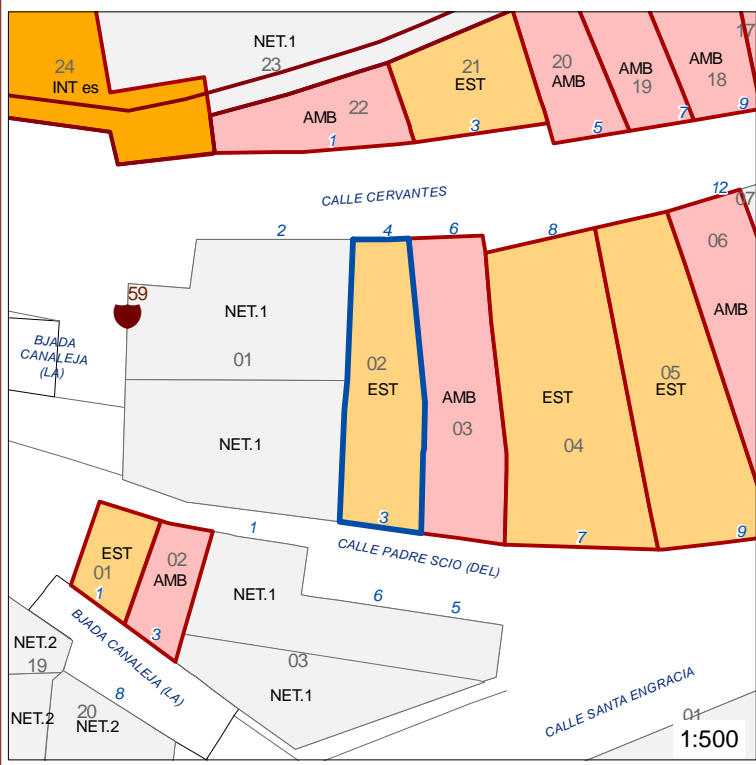 NET.1
23
24
INT es
21
EST
20
AMB
AMB
19
AMB
18
17
AMB
22
1
3
5
7
9
CALLE CERVANTES
12
07
2
4
6
8
06
59
NET.1
01
02
EST
AMB
03
EST
04
05
EST
AMB
BJADA
CANALEJA
(LA)
NET.1
3
7
9
1
CALLE PADRE SCIO (DEL)
EST
01
1
02
AMB
3
NET.1
6
5
BJADA CANALEJA (LA)
03
NET.1
NET.2
19
8
NET.2
20
NET.2
CALLE SANTA ENGRACIA
01
1:500